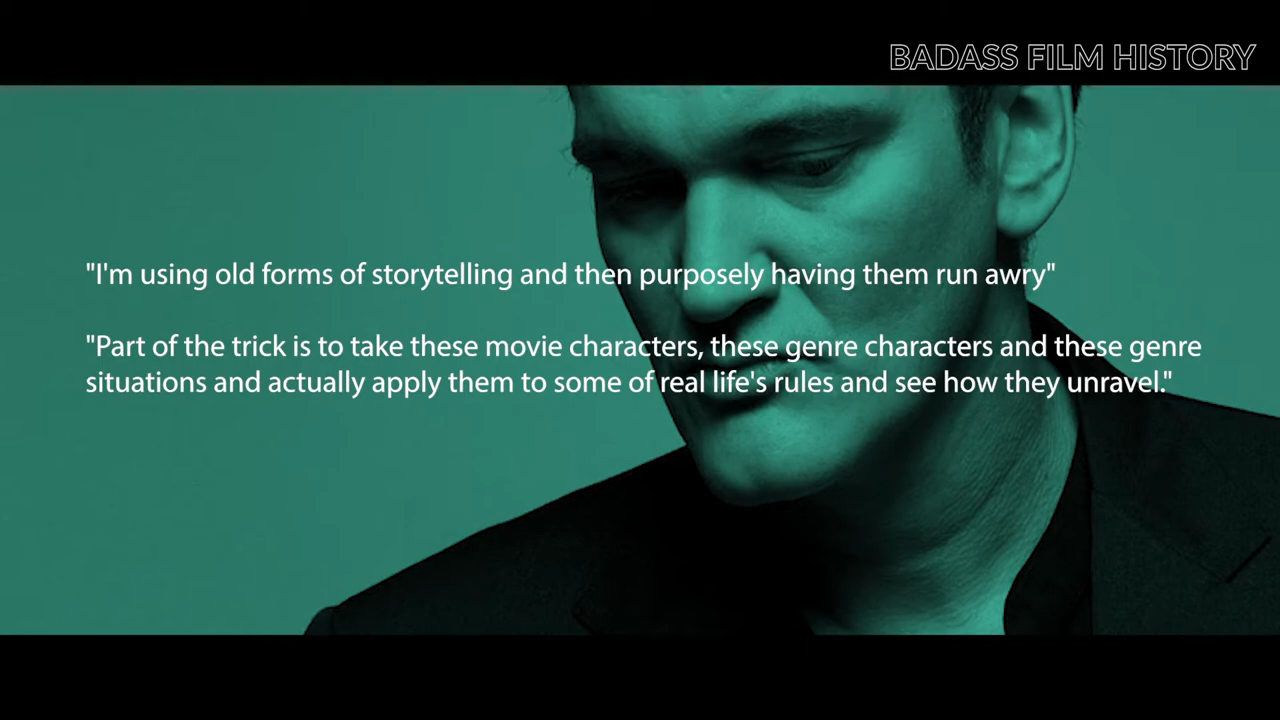 BADASS FILM HISTORY
"I'm using old forms of storytelling and then purposely having them run awry"
"Part of the trick is to take these movie characters, these genre characters and these genre
situations and actually apply them to some of real life's rules and see how they unravel."